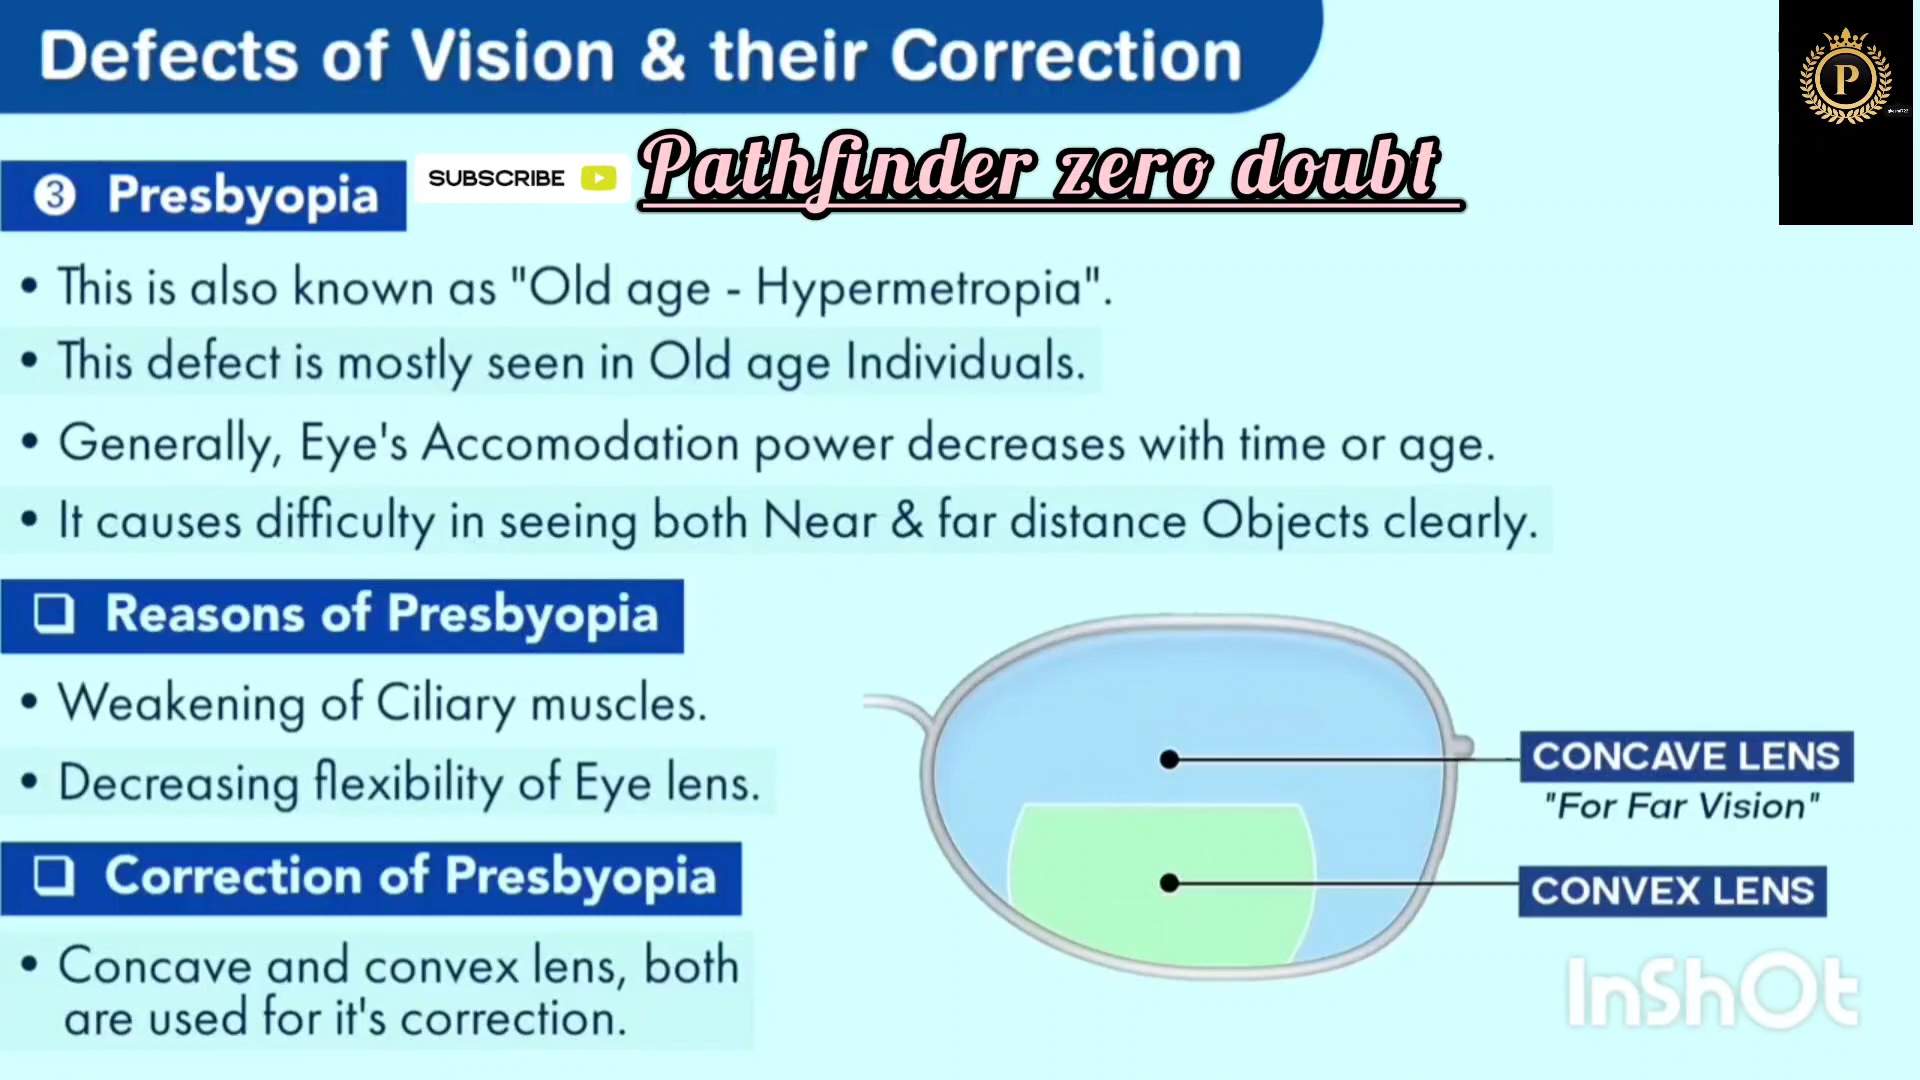 Defects of Vision & their Correction
P
3 Presbyopia
SUBSCRIBE
Pathfinder zero doubt
• This is also known as "Old age - Hypermetropia".
• This defect is mostly seen in Old age Individuals.
• Generally, Eye's Accomodation power decreases with time or age.
• It causes difficulty in seeing both Near & far distance Objects clearly.
❏ Reasons of Presbyopia
• Weakening of Ciliary muscles.
• Decreasing flexibility of Eye lens.
CONCAVE LENS
"For Far Vision"
CONVEX LENS
❏ Correction of Presbyopia
• Concave and convex lens, both
are used for it's correction.
InShOt